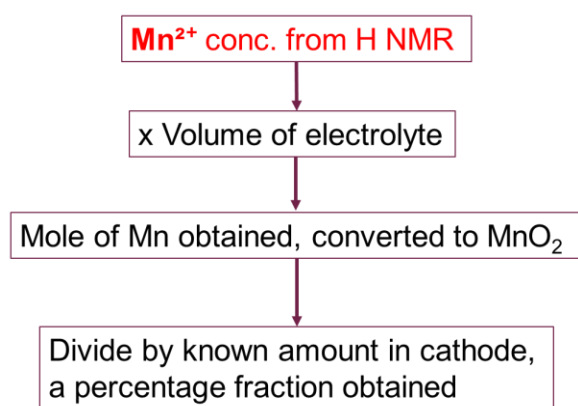 Mn²⁺ conc. from H NMR
x Volume of electrolyte
Mole of Mn obtained, converted to MnO₂
Divide by known amount in cathode,
a percentage fraction obtained